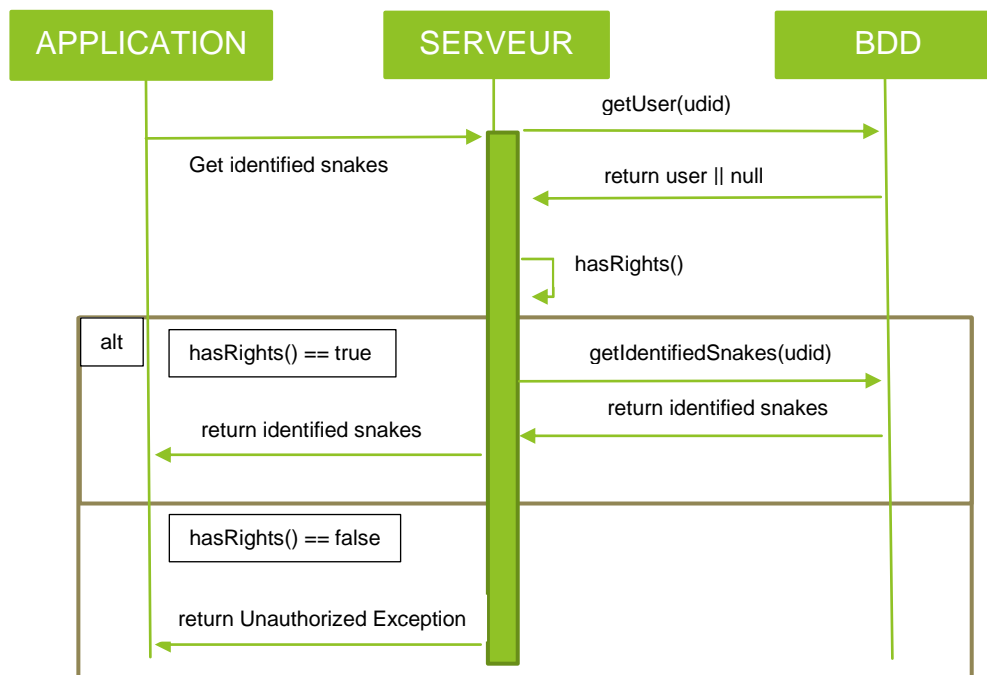 APPLICATION
SERVEUR
BDD
getUser(udid)
Get identified snakes
return user || null
hasRights()
alt
hasRights() == true
getIdentifiedSnakes(udid)
return identified snakes
return identified snakes
hasRights() == false
return Unauthorized Exception